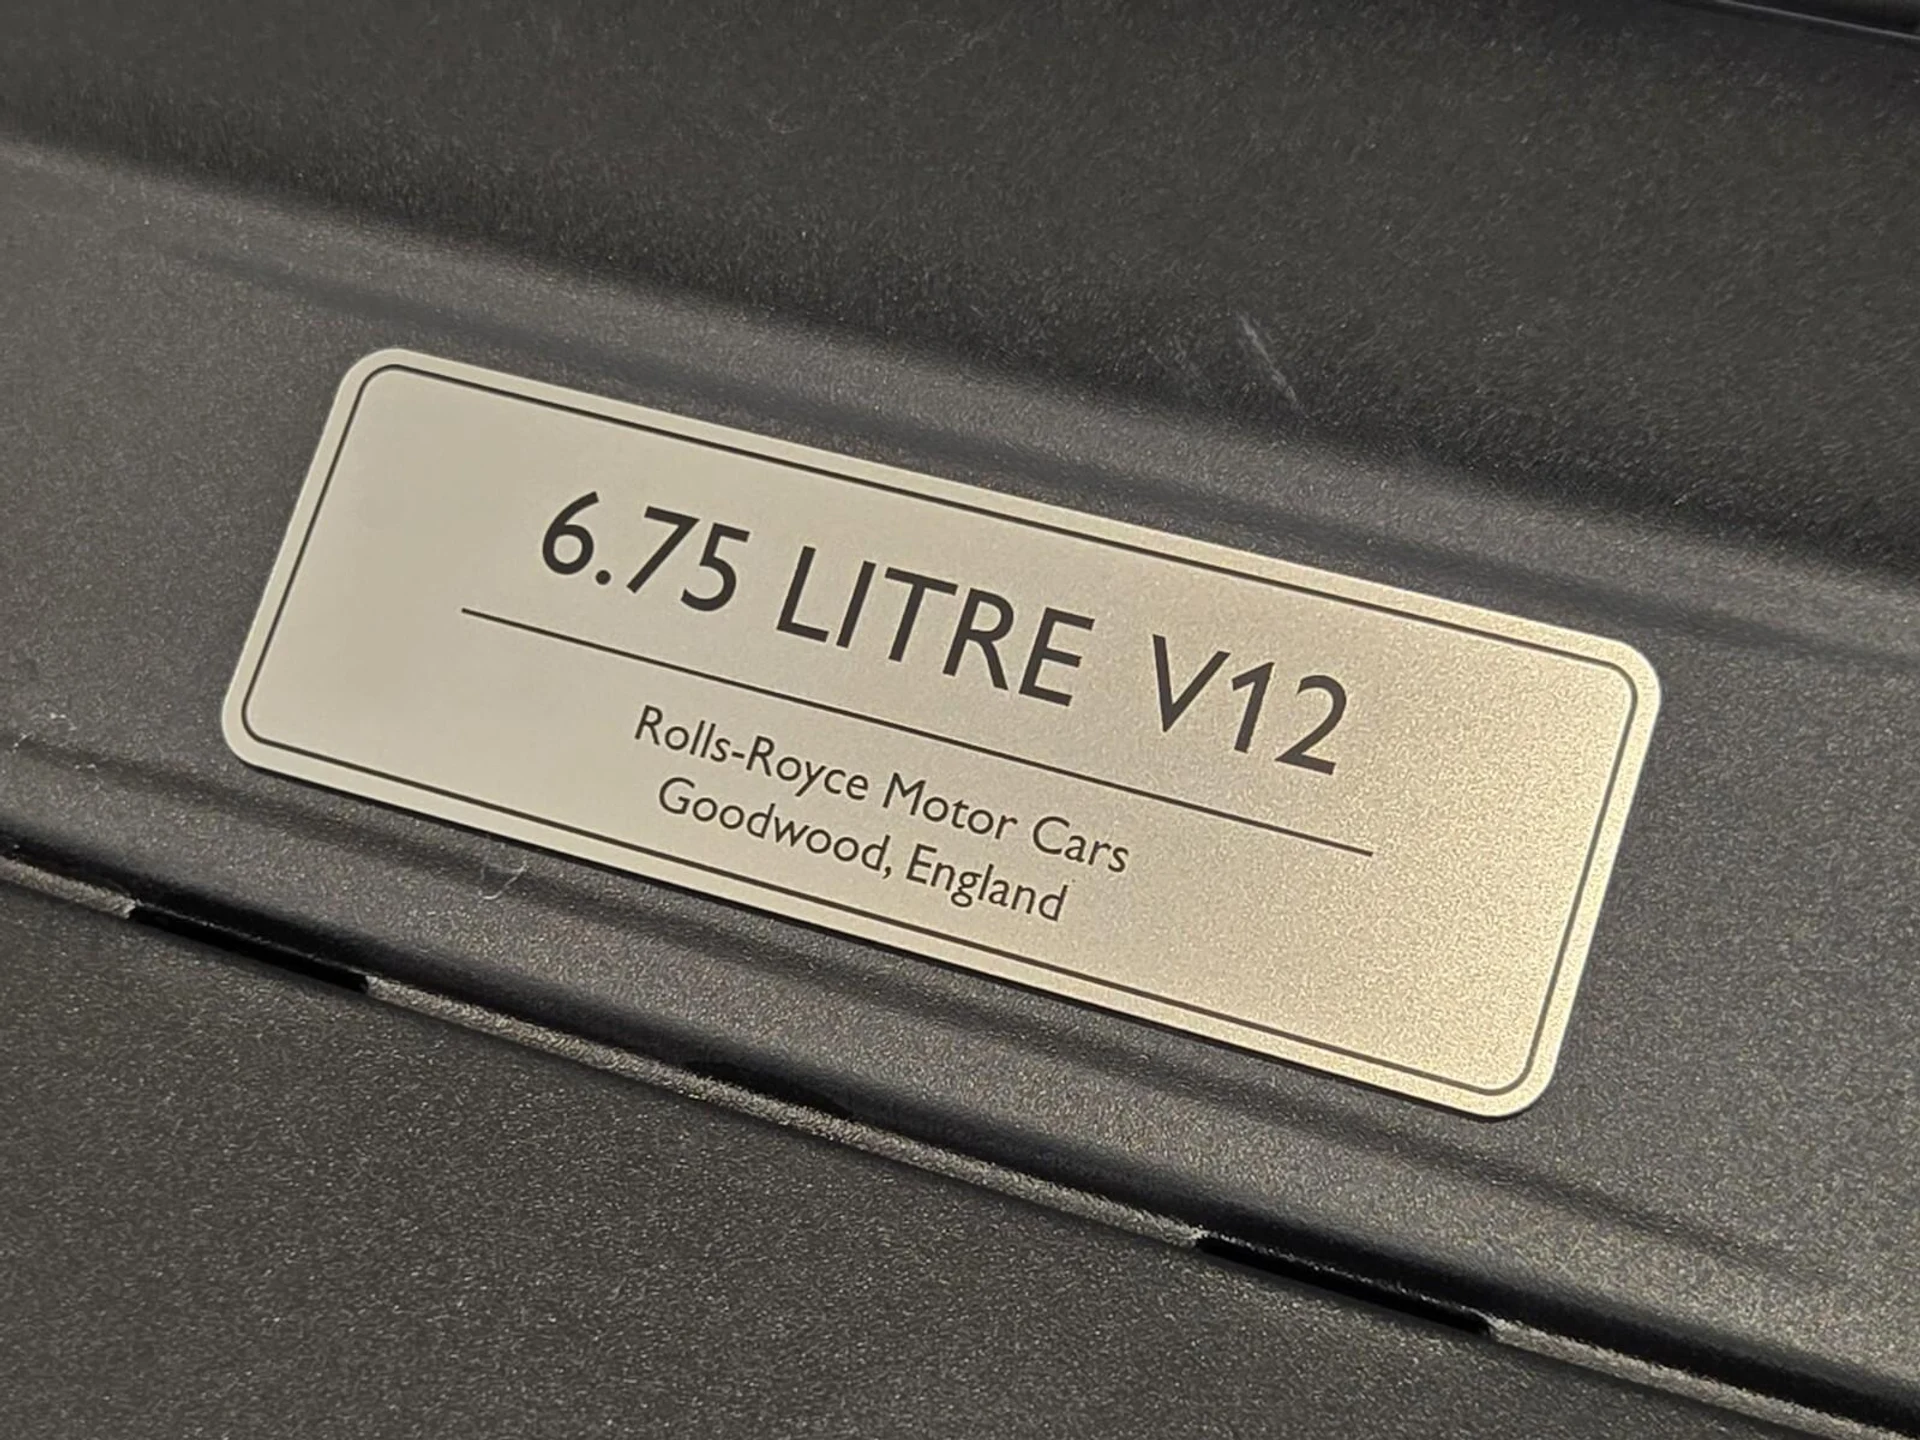 6.75 LITRE V12
Rolls-Royce Motor Cars
Goodwood, England